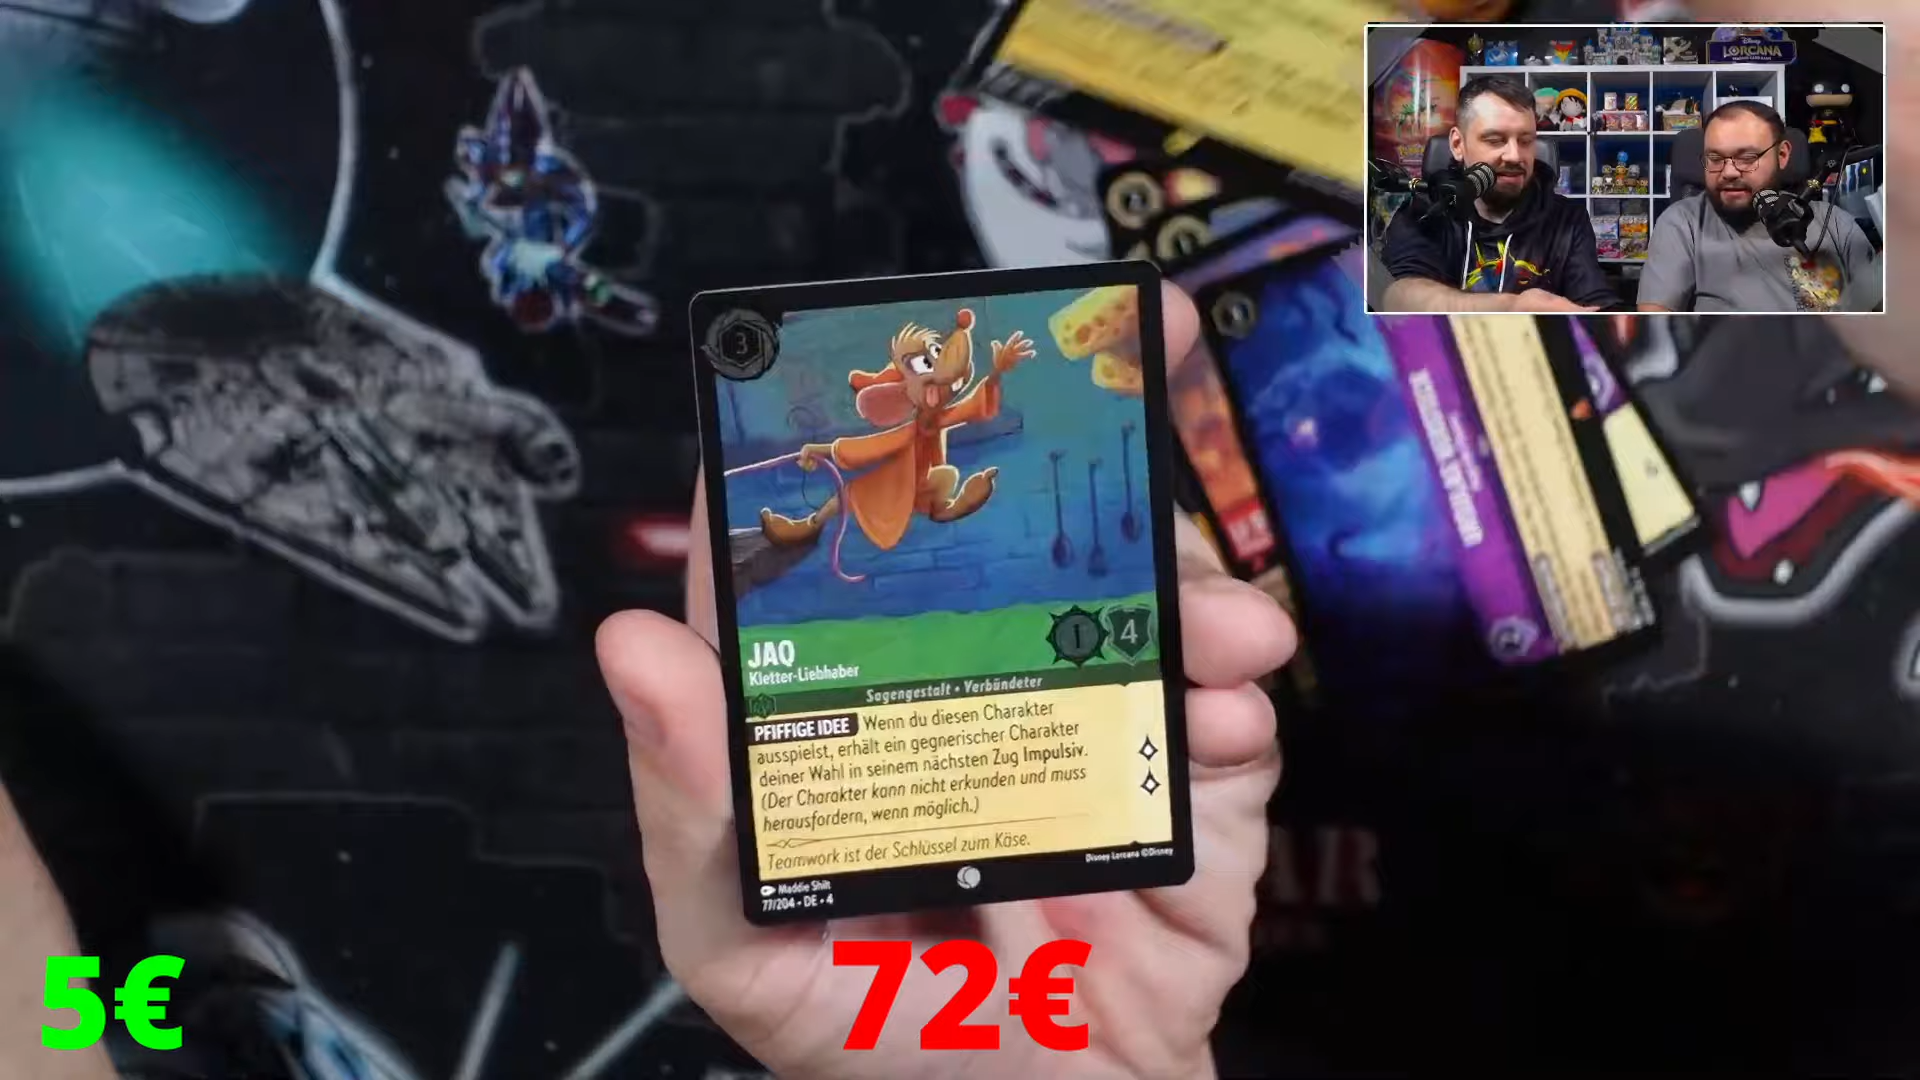 Disney
LORCANA
3
JAQ
Kletter-Liebhaber
1
4
Sagengestalt • Verbündeter
PFIFFIGE IDEE Wenn du diesen Charakter
ausspielst, erhält ein gegnerischer Charakter
deiner Wahl in seinem nächsten Zug Impulsiv.
(Der Charakter kann nicht erkunden und muss
herausfordern, wenn möglich.)
Teamwork ist der Schlüssel zum Käse.
Disney Lorcana ©Disney
Maddie Shilt
77/204 • DE • 4
5€
72€